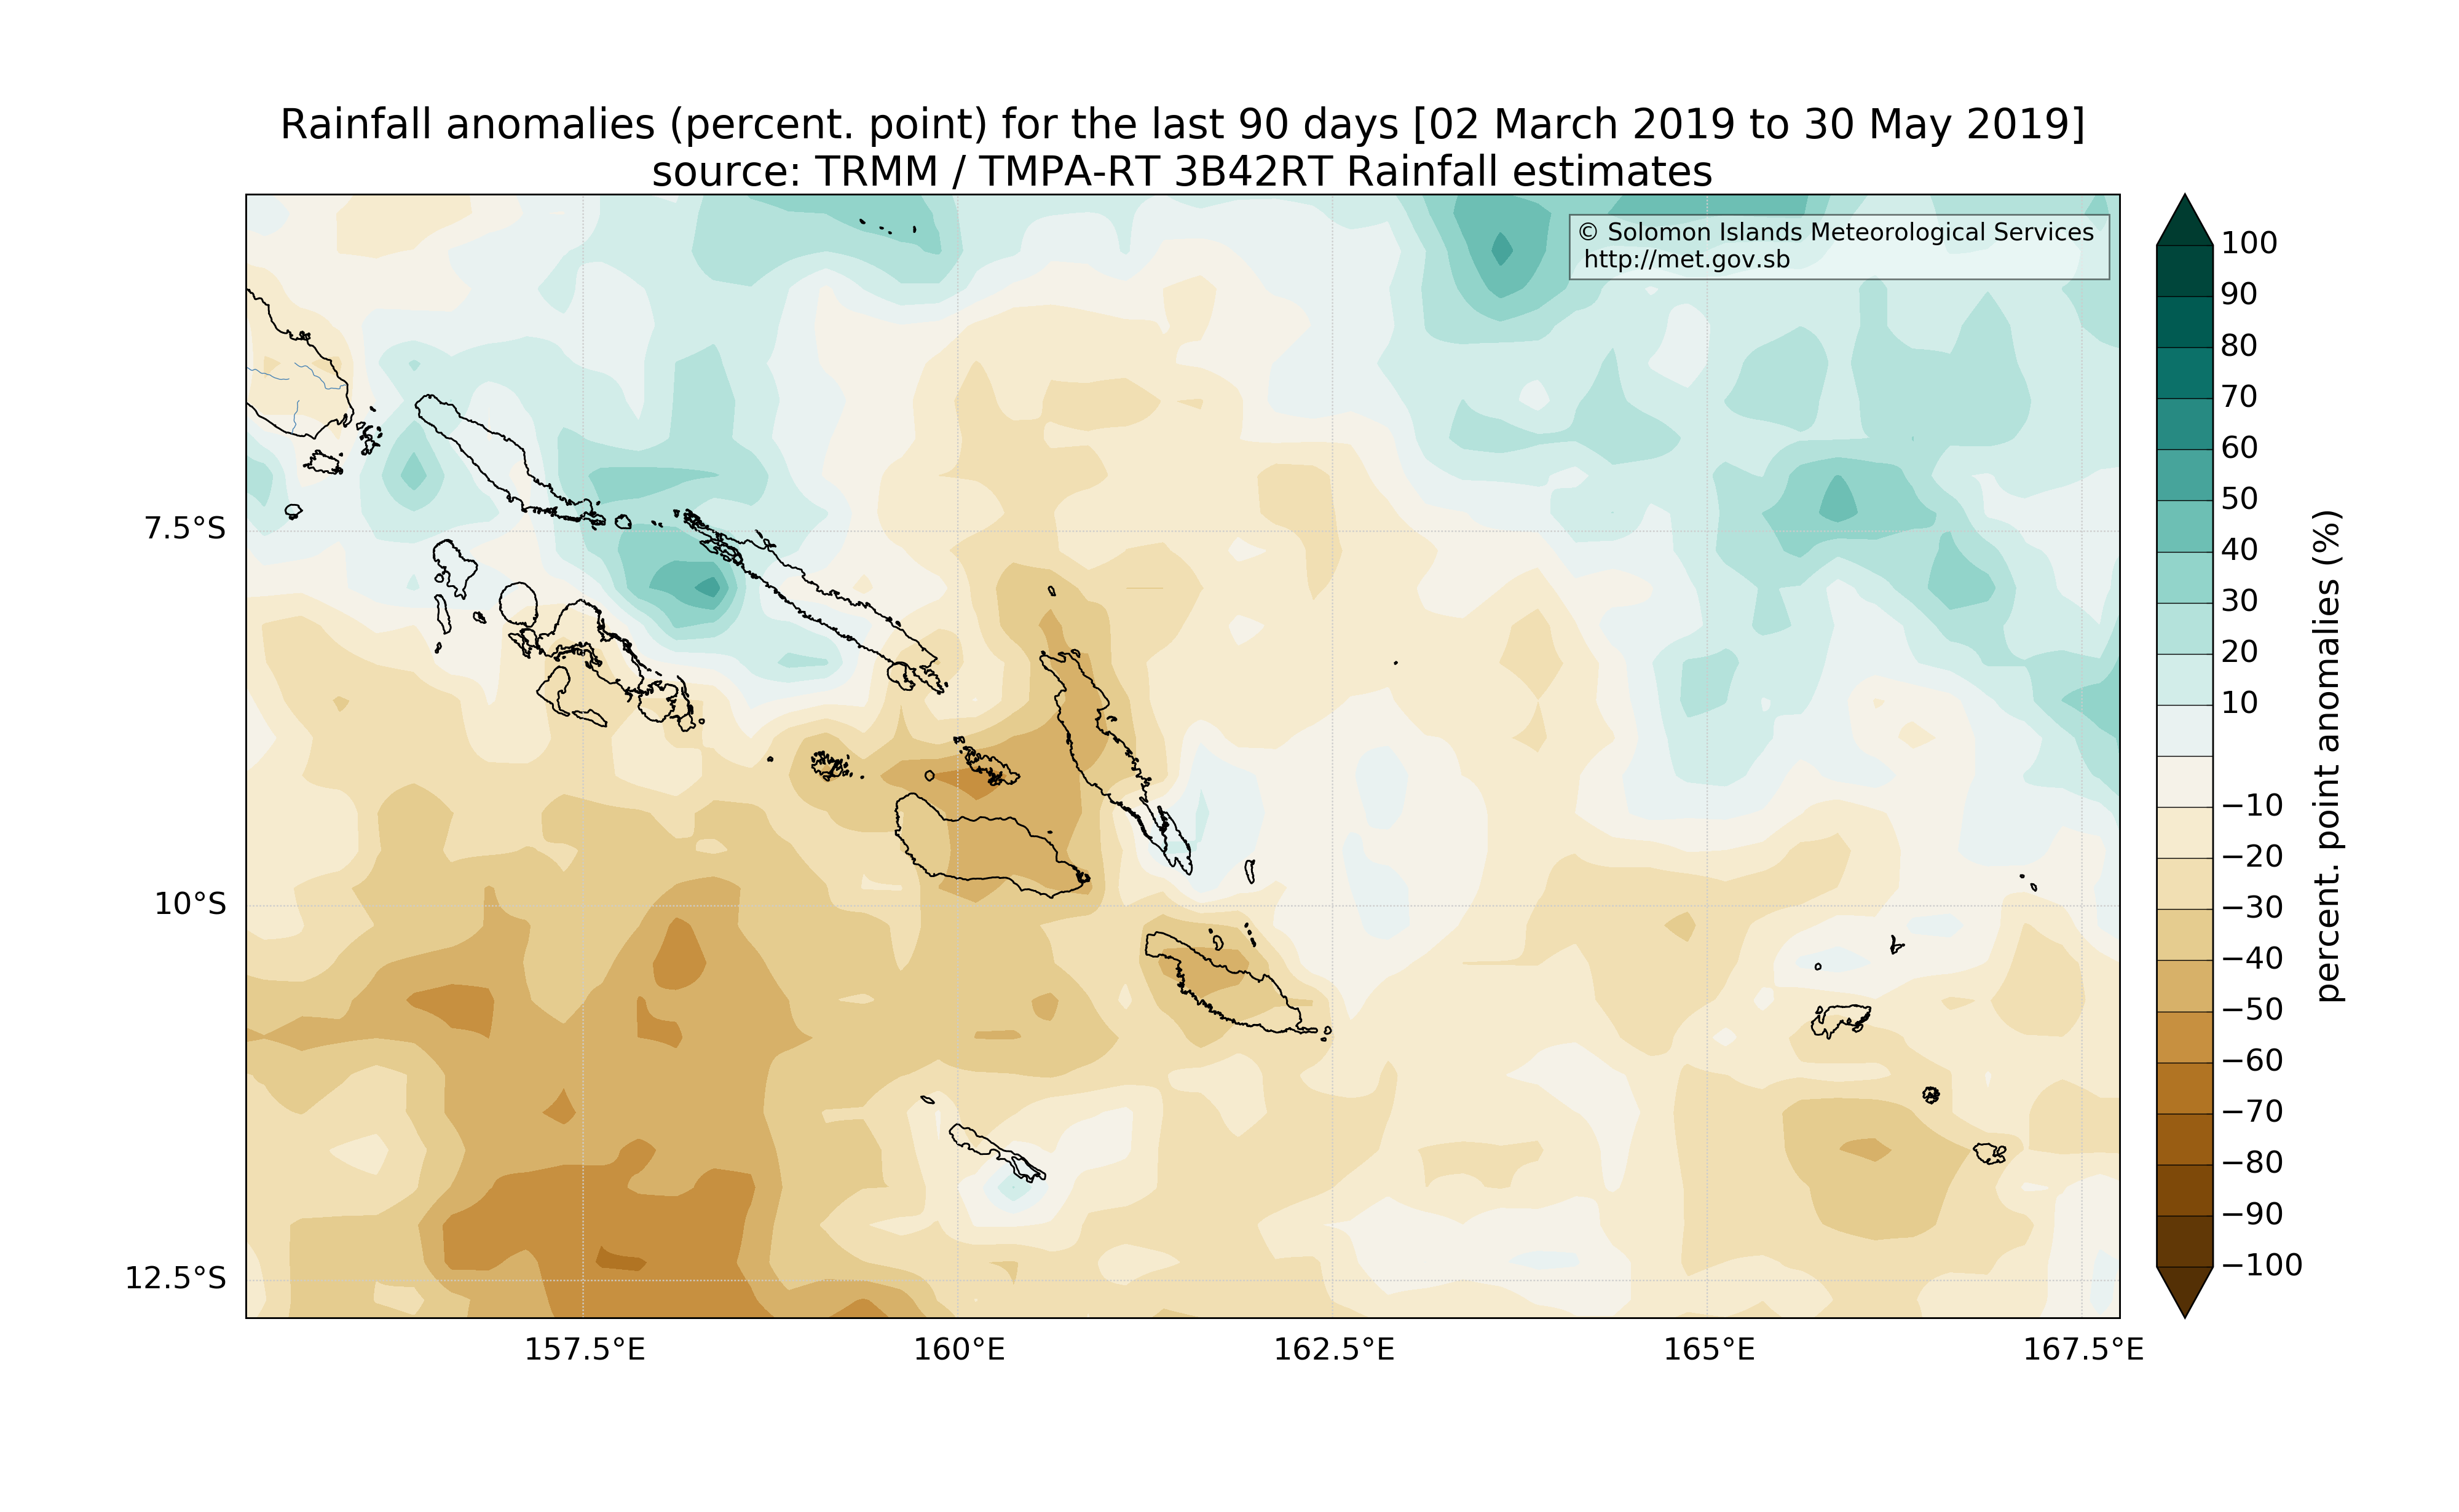 Rainfall anomalies (percent. point) for the last 90 days [02 March 2019 to 30 May 2019]
source: TRMM / TMPA-RT 3B42RT Rainfall estimates
© Solomon Islands Meteorological Services
http://met.gov.sb
7.5°S
10°S
12.5°S
157.5°E
160°E
162.5°E
165°E
167.5°E
100
90
80
70
60
50
40
30
20
10
−10
−20
−30
−40
−50
−60
−70
−80
−90
−100
percent. point anomalies (%)